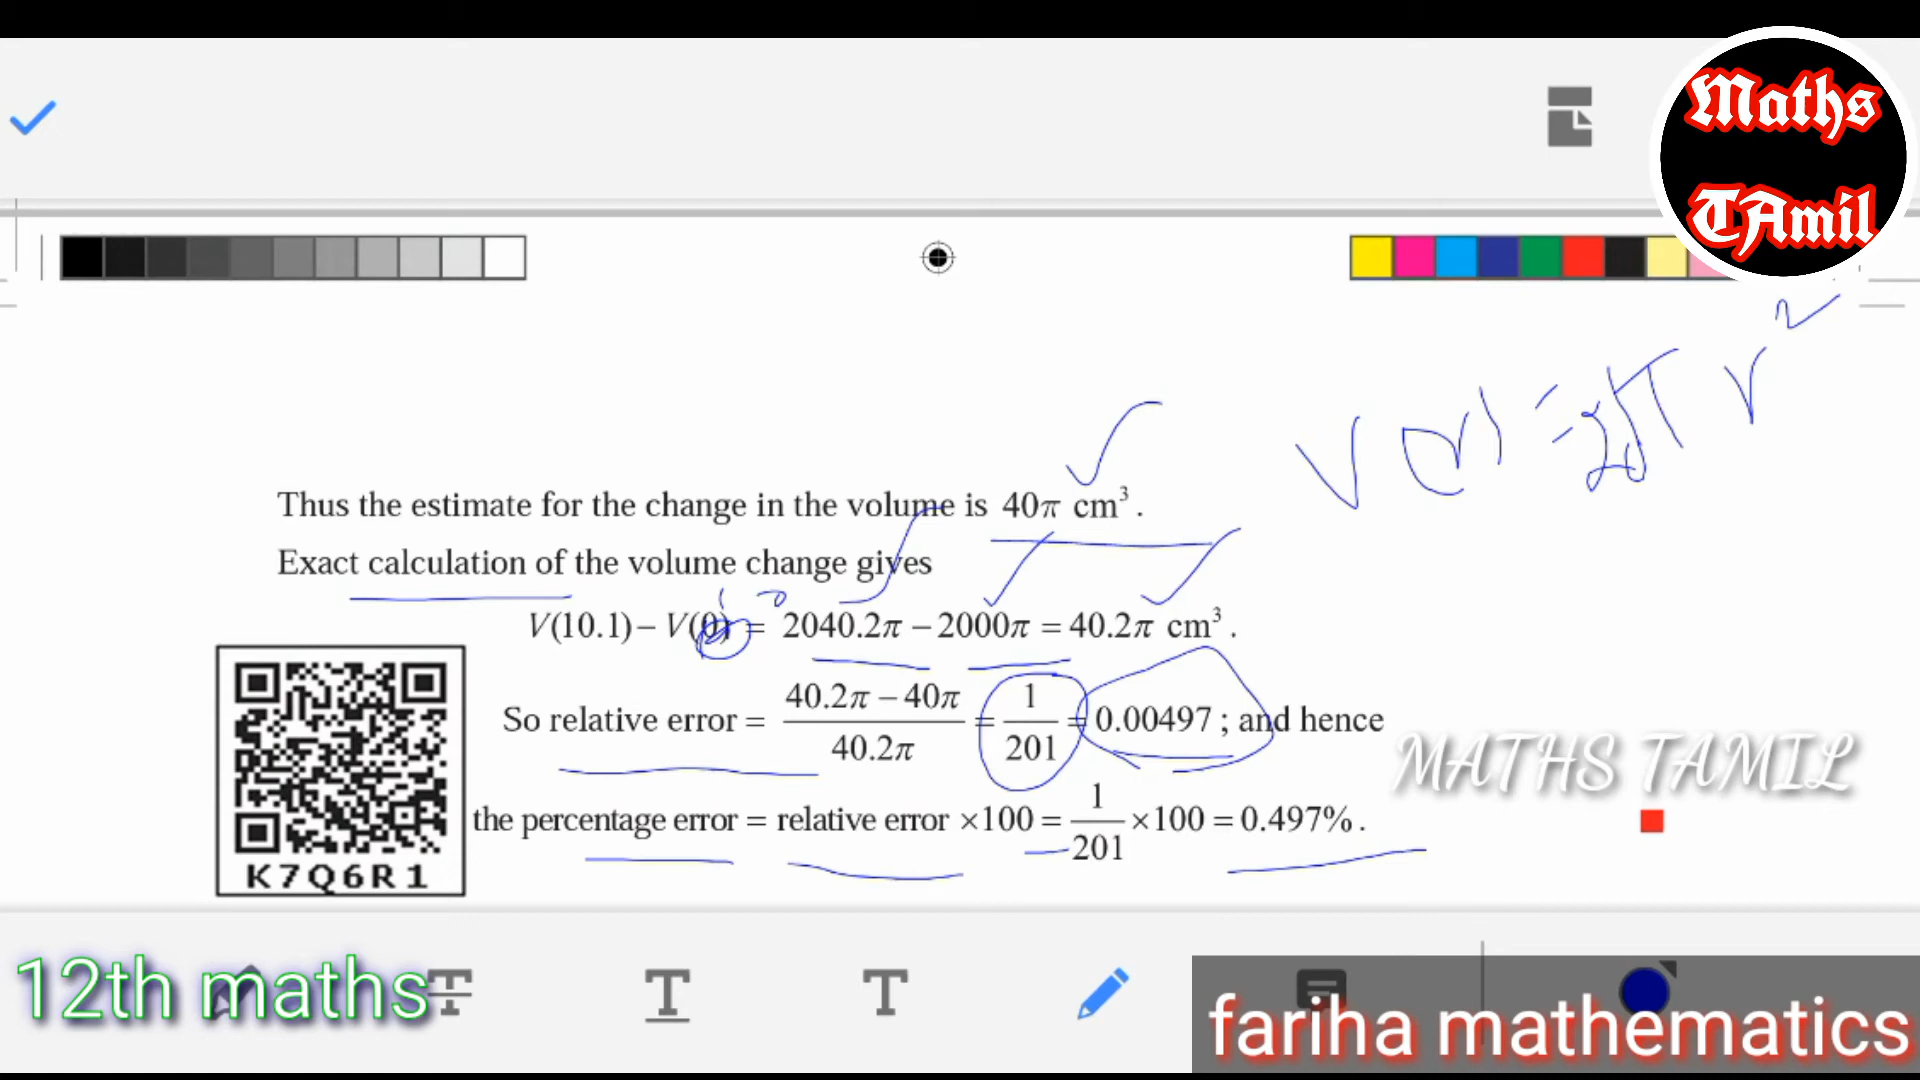 Maths
TAmil
V(r) = 20π r²
Thus the estimate for the change in the volume is 40π cm³.
Exact calculation of the volume change gives
10
V(10.1) − V(0) = 2040.2π − 2000π = 40.2π cm³.
So relative error = (40.2π − 40π)/(40.2π) = 1/201 = 0.00497 ; and hence
MATHS TAMIL
the percentage error = relative error ×100 = 1/201 ×100 = 0.497%.
K7Q6R1
12th maths
T T T
fariha mathematics